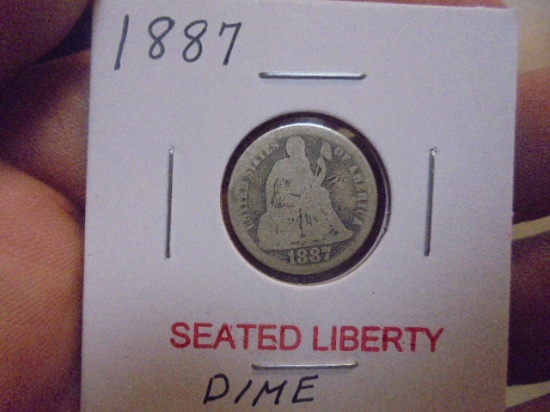 1887
UNITED STATES OF AMERICA
1887
SEATED LIBERTY
DIME